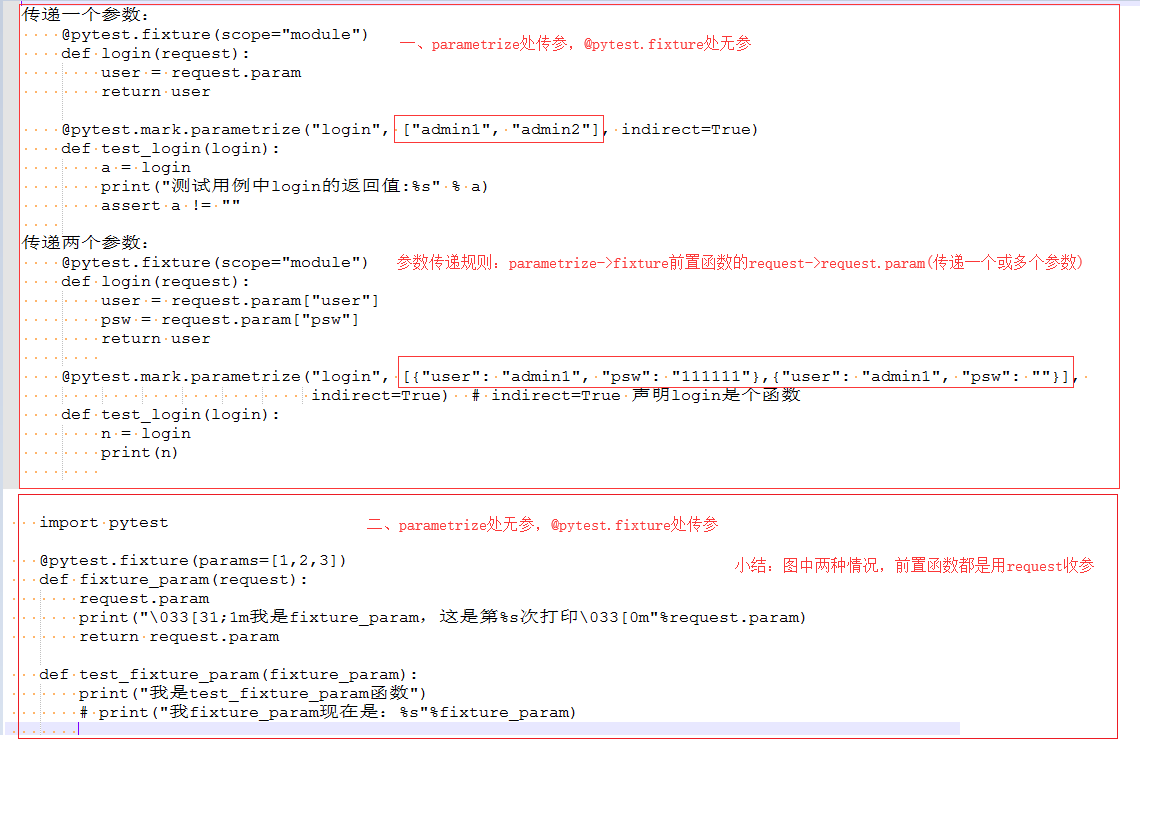 传递一个参数:
@pytest.fixture(scope="module")
一、parametrize处传参，@pytest.fixture处无参
def login(request):
user = request.param
return user
@pytest.mark.parametrize("login", ["admin1", "admin2"], indirect=True)
def test_login(login):
a = login
print("测试用例中login的返回值:%s" % a)
assert a != ""
传递两个参数:
@pytest.fixture(scope="module")
参数传递规则：parametrize->fixture前置函数的request->request.param(传递一个或多个参数)
def login(request):
user = request.param["user"]
psw = request.param["psw"]
return user
@pytest.mark.parametrize("login", [{"user": "admin1", "psw": "111111"},{"user": "admin1", "psw": ""}],
indirect=True)  # indirect=True 声明login是个函数
def test_login(login):
n = login
print(n)
import pytest
二、parametrize处无参，@pytest.fixture处传参
@pytest.fixture(params=[1,2,3])
小结：图中两种情况，前置函数都是用request收参
def fixture_param(request):
request.param
print("\033[31;1m我是fixture_param，这是第%s次打印\033[0m"%request.param)
return request.param
def test_fixture_param(fixture_param):
print("我是test_fixture_param函数")
# print("我fixture_param现在是：%s"%fixture_param)